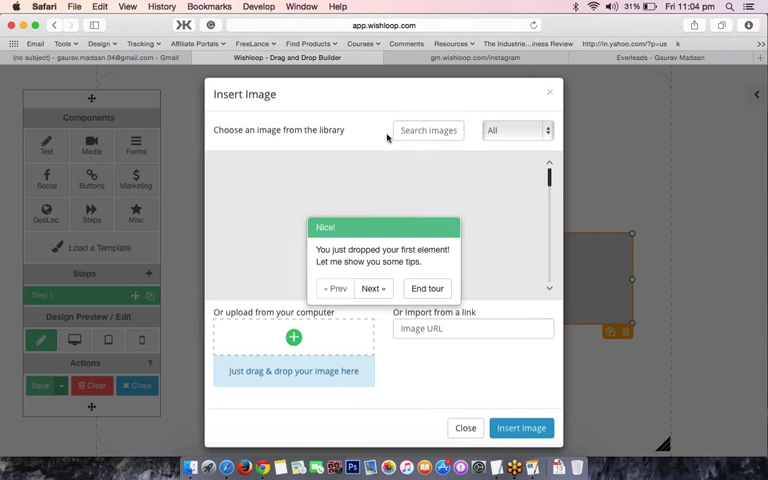 Safari File Edit View History Bookmarks Develop Window Help 31% Fri 11:04 pm
app.wishloop.com
Email Tools Design Tracking Affiliate Portals FreeLance Find Products Courses Comments Resources The Industrie...iness Review http://in.yahoo.com/?p=us k
(no subject) - gaurav.madaan.04@gmail.com - Gmail Wishloop - Drag and Drop Builder gm.wishloop.com/instagram Everleads - Gaurav Madaan
Insert Image ×
Components
Choose an image from the library Search images All
Text Media Forms
Social Buttons Marketing
GeoLoc. Steps Misc
Load a Template
Steps +
Step 1
Design Preview / Edit
Actions ?
Save Clear Close
Nice!
You just dropped your first element!
Let me show you some tips.
« Prev Next » End tour
Or upload from your computer Or Import from a link
Image URL
Just drag & drop your image here
Close Insert Image